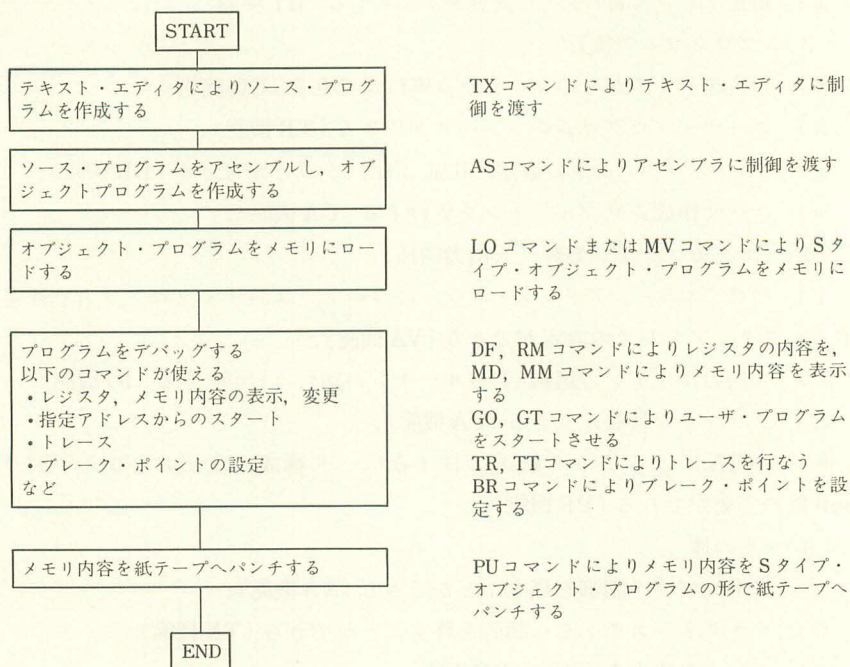 START
テキスト・エディタによりソース・プログ
ラムを作成する
TXコマンドによりテキスト・エディタに制
御を渡す
ソース・プログラムをアセンブルし，オブ
ジェクトプログラムを作成する
ASコマンドによりアセンブラに制御を渡す
オブジェクト・プログラムをメモリにロー
ドする
LOコマンドまたはMVコマンドによりSタ
イプ・オブジェクト・プログラムをメモリに
ロードする
プログラムをデバッグする
以下のコマンドが使える
・レジスタ，メモリ内容の表示，変更
・指定アドレスからのスタート
・トレース
・ブレーク・ポイントの設定
など
DF，RMコマンドによりレジスタの内容を，
MD，MMコマンドによりメモリ内容を表示
する
GO，GTコマンドによりユーザ・プログラム
をスタートさせる
TR，TTコマンドによりトレースを行なう
BRコマンドによりブレーク・ポイントを設
定する
メモリ内容を紙テープへパンチする
PUコマンドによりメモリ内容をSタイプ・
オブジェクト・プログラムの形で紙テープへ
パンチする
END